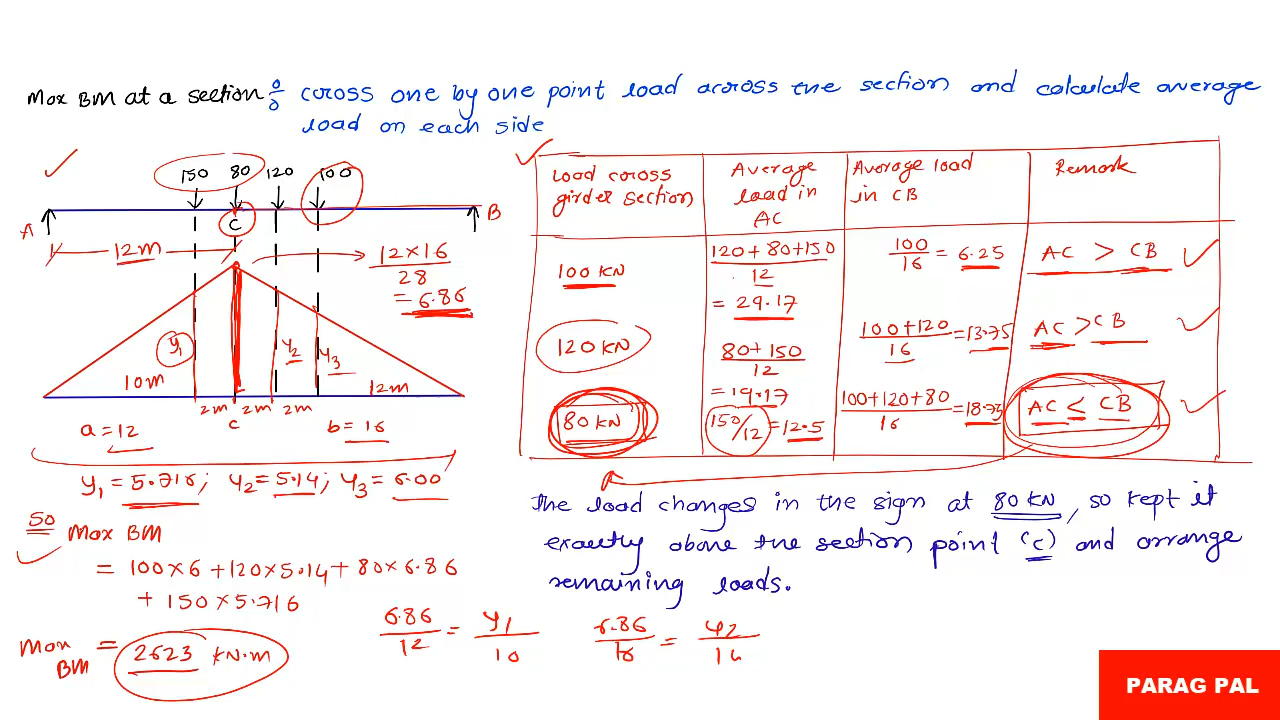 Max BM at a section % cross one by one point load across the section and calculate average
load on each side
150 80 120 100
A C B
12m
12×16
28
= 6.86
y1 y2 y3
10m 12m
2m 2m 2m
C
a = 12 b = 16
y1 = 5.716; y2 = 5.14; y3 = 6.00
so Max BM
= 100×6 + 120×5.14 + 80×6.86
+ 150×5.716
Max BM = 2623 kN·m
6.86/12 = y1/10
6.86/16 = y2/14
Load cross girder section
Average load in AC
Average load in CB
Remark
100 KN
120+80+150
12
= 29.17
100/16 = 6.25
AC > CB
120 KN
80+150
12
= 19.17
100+120
16
=13.75
AC > CB
80 KN
150/12 = 12.5
100+120+80
16
=18.75
AC ≤ CB
The load changes in the sign at 80 KN, so kept it
exactly above the section point 'C' and arrange
remaining loads.
PARAG PAL